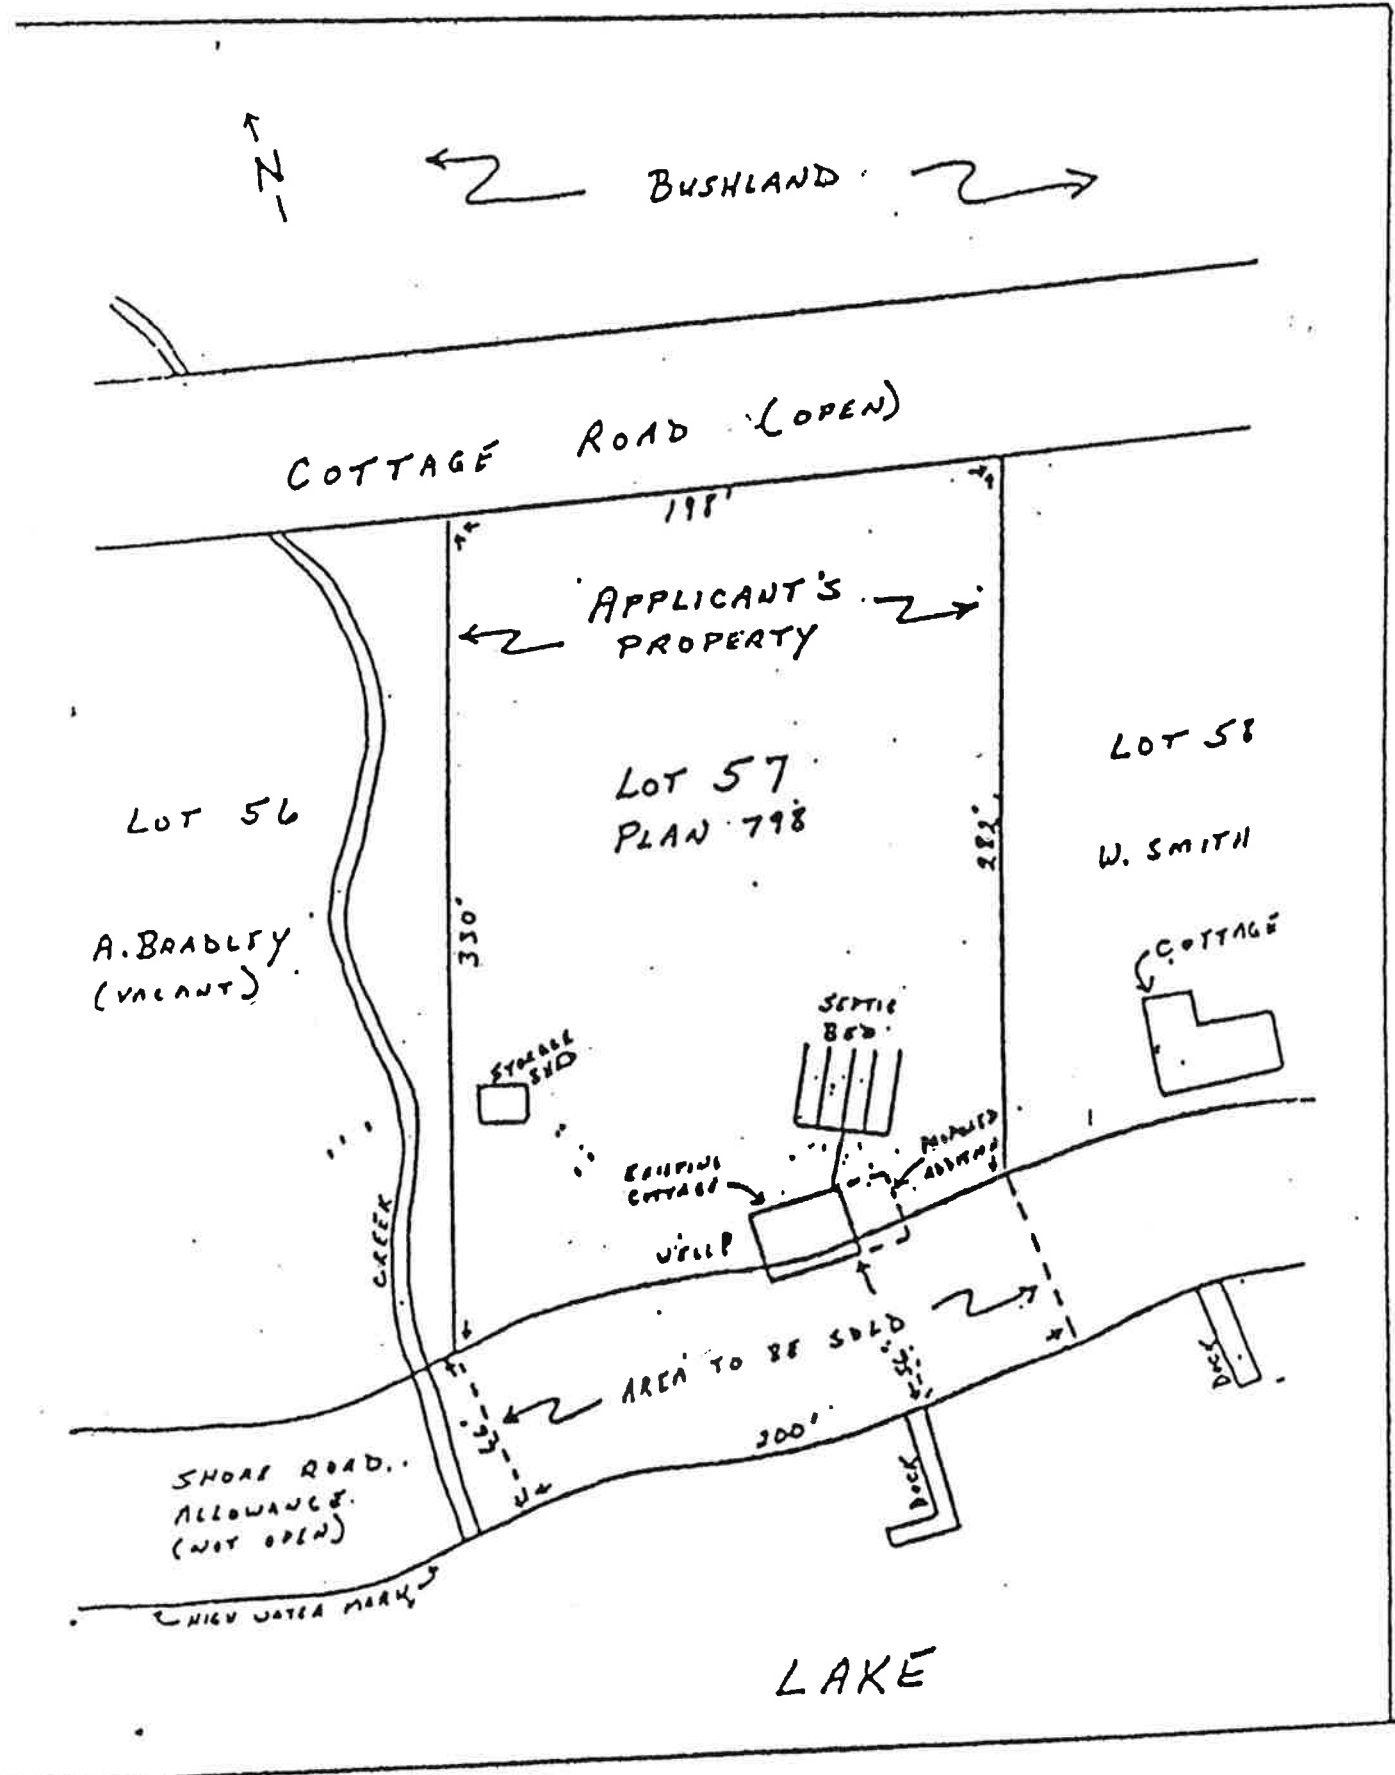 N
BUSHLAND
COTTAGE ROAD (OPEN)
198'
APPLICANT'S
PROPERTY
LOT 57
PLAN 798
LOT 58
W. SMITH
COTTAGE
LOT 56
A. BRADLEY
(VACANT)
330'
282'
SEPTIC
BED
STORAGE
SHED
EXISTING
COTTAGE
PROPOSED
ADDITION
WELL
CREEK
AREA TO BE SOLD
200'
DOCK
DOCK
SHORE ROAD
ALLOWANCE
(NOT OPEN)
HIGH WATER MARK
LAKE